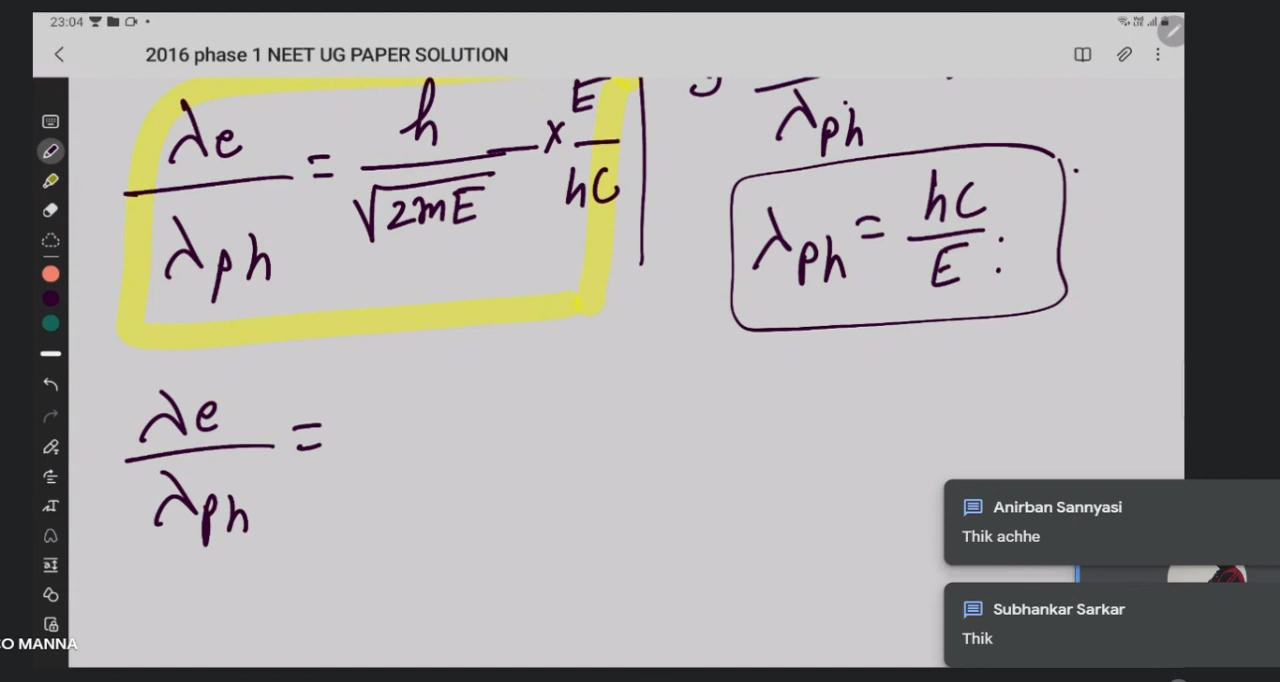 23:04
2016 phase 1 NEET UG PAPER SOLUTION
λe / λph = h / √2mE × E / hC
λph
λph = hC / E :
λe / λph =
Anirban Sannyasi
Thik achhe
Subhankar Sarkar
Thik
CO MANNA